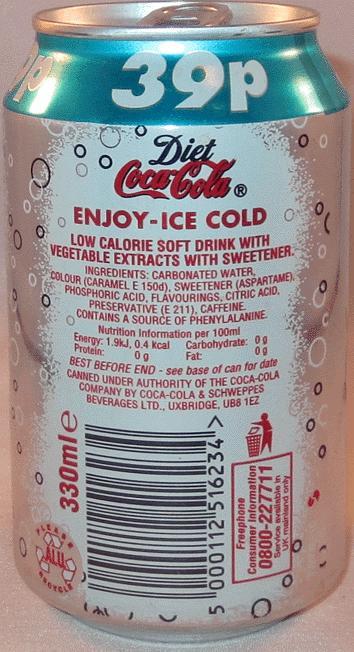 39p
Diet
Coca-Cola ®
ENJOY-ICE COLD
LOW CALORIE SOFT DRINK WITH
VEGETABLE EXTRACTS WITH SWEETENER.
INGREDIENTS: CARBONATED WATER,
COLOUR (CARAMEL E 150d), SWEETENER (ASPARTAME),
PHOSPHORIC ACID, FLAVOURINGS, CITRIC ACID,
PRESERVATIVE (E 211), CAFFEINE.
CONTAINS A SOURCE OF PHENYLALANINE.
Nutrition Information per 100ml
Energy: 1.9kJ, 0.4 kcal Carbohydrate: 0 g
Protein: 0 g Fat: 0 g
BEST BEFORE END - see base of can for date
CANNED UNDER AUTHORITY OF THE COCA-COLA
COMPANY BY COCA-COLA & SCHWEPPES
BEVERAGES LTD., UXBRIDGE, UB8 1EZ
330ml e
5 000112 516234 >
Freephone
Consumer Information
0800-227711
Service available in
UK mainland only
PLEASE
ALU
RECYCLE